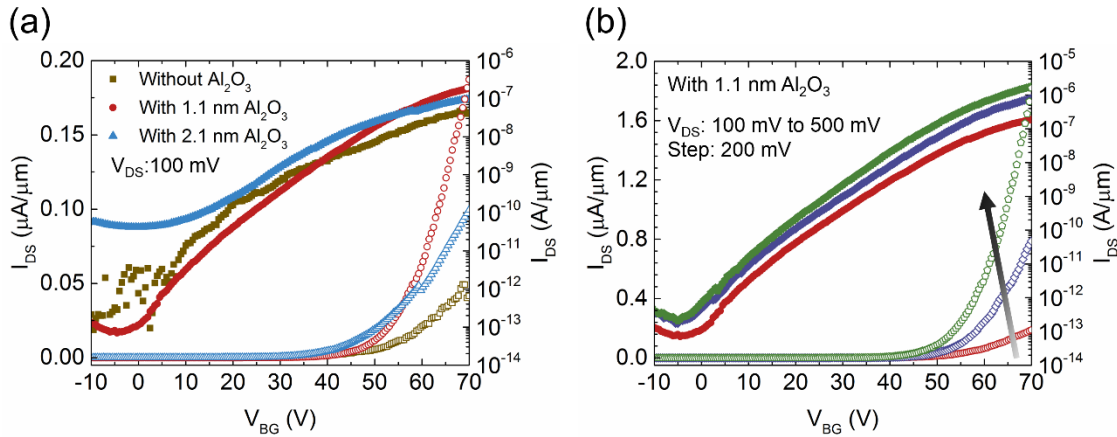 (a)
0.20
0.15
0.10
0.05
0.00
I_DS (μA/μm)
Without Al₂O₃
With 1.1 nm Al₂O₃
With 2.1 nm Al₂O₃
V_DS:100 mV
10⁻⁶
10⁻⁷
10⁻⁸
10⁻⁹
10⁻¹⁰
10⁻¹¹
10⁻¹²
10⁻¹³
10⁻¹⁴
I_DS (A/μm)
-10 0 10 20 30 40 50 60 70
V_BG (V)
(b)
2.0
1.6
1.2
0.8
0.4
0.0
I_DS (μA/μm)
With 1.1 nm Al₂O₃
V_DS: 100 mV to 500 mV
Step: 200 mV
10⁻⁵
10⁻⁶
10⁻⁷
10⁻⁸
10⁻⁹
10⁻¹⁰
10⁻¹¹
10⁻¹²
10⁻¹³
10⁻¹⁴
I_DS (A/μm)
-10 0 10 20 30 40 50 60 70
V_BG (V)